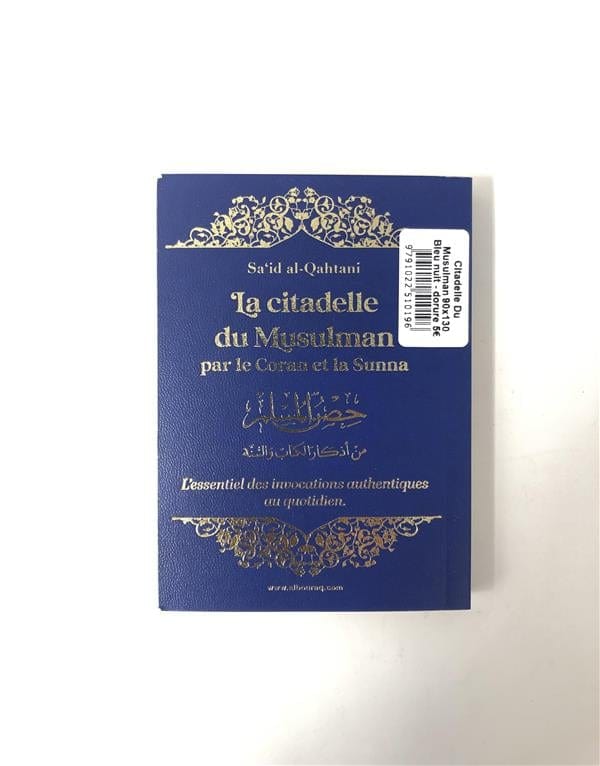 Sa'id al-Qahtani
La citadelle
du Musulman
par le Coran et la Sunna
حصن المسلم
من أذكار الكتاب والسنة
L'essentiel des invocations authentiques
au quotidien.
www.albouraq.com
Citadelle Du
Musulman 90x130
Bleu nuit - dorure 5€
9791022510196